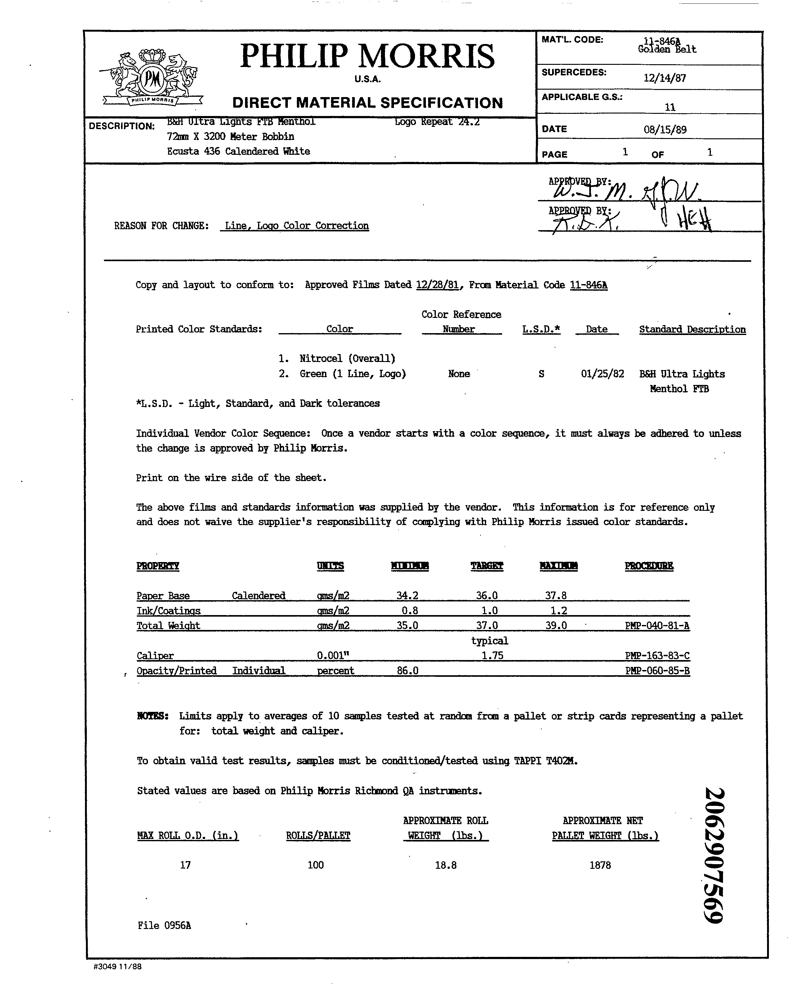 PM
PHILIP MORRIS
PHILIP MORRIS
U.S.A.
DIRECT MATERIAL SPECIFICATION
MAT'L. CODE: 11-846A
Golden Belt
SUPERCEDES: 12/14/87
APPLICABLE G.S.: 11
DATE 08/15/89
PAGE 1 OF 1
DESCRIPTION: B&H Ultra Lights FTB Menthol Logo Repeat 24.2
72mm X 3200 Meter Bobbin
Ecusta 436 Calendered White
APPROVED BY:
W.J.M.
APPROVED BY:
HCH
REASON FOR CHANGE: Line, Logo Color Correction
Copy and layout to conform to: Approved Films Dated 12/28/81, From Material Code 11-846A
Color Reference
Printed Color Standards: Color Number L.S.D.* Date Standard Description
1. Nitrocel (Overall)
2. Green (1 Line, Logo) None S 01/25/82 B&H Ultra Lights
Menthol FTB
*L.S.D. - Light, Standard, and Dark tolerances
Individual Vendor Color Sequence: Once a vendor starts with a color sequence, it must always be adhered to unless
the change is approved by Philip Morris.
Print on the wire side of the sheet.
The above films and standards information was supplied by the vendor. This information is for reference only
and does not waive the supplier's responsibility of complying with Philip Morris issued color standards.
PROPERTY UNITS MINIMUM TARGET MAXIMUM PROCEDURE
Paper Base Calendered gms/m2 34.2 36.0 37.8
Ink/Coatings gms/m2 0.8 1.0 1.2
Total Weight gms/m2 35.0 37.0 39.0 PMP-040-81-A
typical
Caliper 0.001" 1.75 PMP-163-83-C
Opacity/Printed Individual percent 86.0 PMP-060-85-B
NOTES: Limits apply to averages of 10 samples tested at random from a pallet or strip cards representing a pallet
for: total weight and caliper.
To obtain valid test results, samples must be conditioned/tested using TAPPI T402M.
Stated values are based on Philip Morris Richmond QA instruments.
APPROXIMATE ROLL APPROXIMATE NET
MAX ROLL O.D. (in.) ROLLS/PALLET WEIGHT (lbs.) PALLET WEIGHT (lbs.)
17 100 18.8 1878
2062907569
File 0956A
#3049 11/88